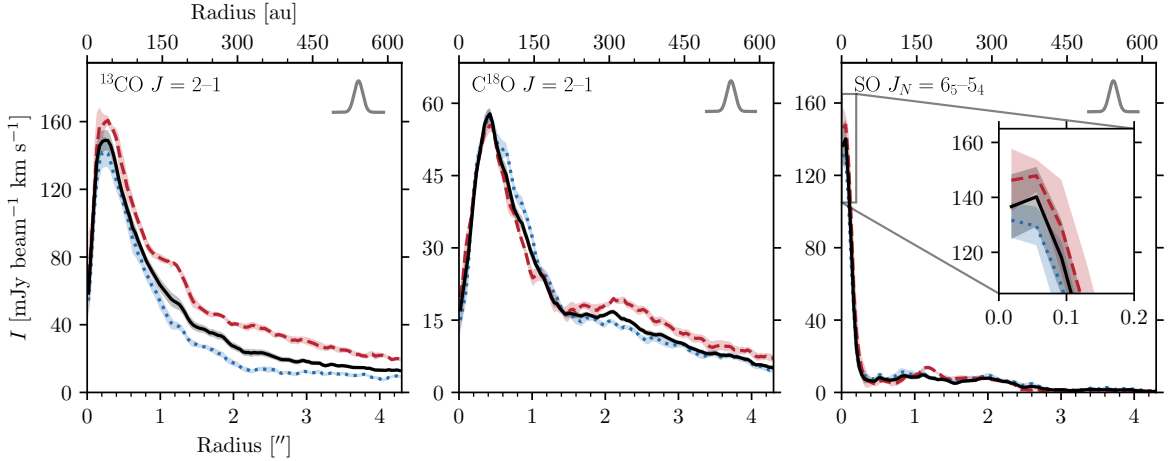 Radius [au]
0 150 300 450 600
0 150 300 450 600
0 150 300 450 600
¹³CO J = 2–1
C¹⁸O J = 2–1
SO J_N = 6₅–5₄
I [mJy beam⁻¹ km s⁻¹]
160
120
80
40
0
60
45
30
15
0
160
120
80
40
0
160
140
120
0.0 0.1 0.2
0 1 2 3 4
0 1 2 3 4
0 1 2 3 4
Radius [″]